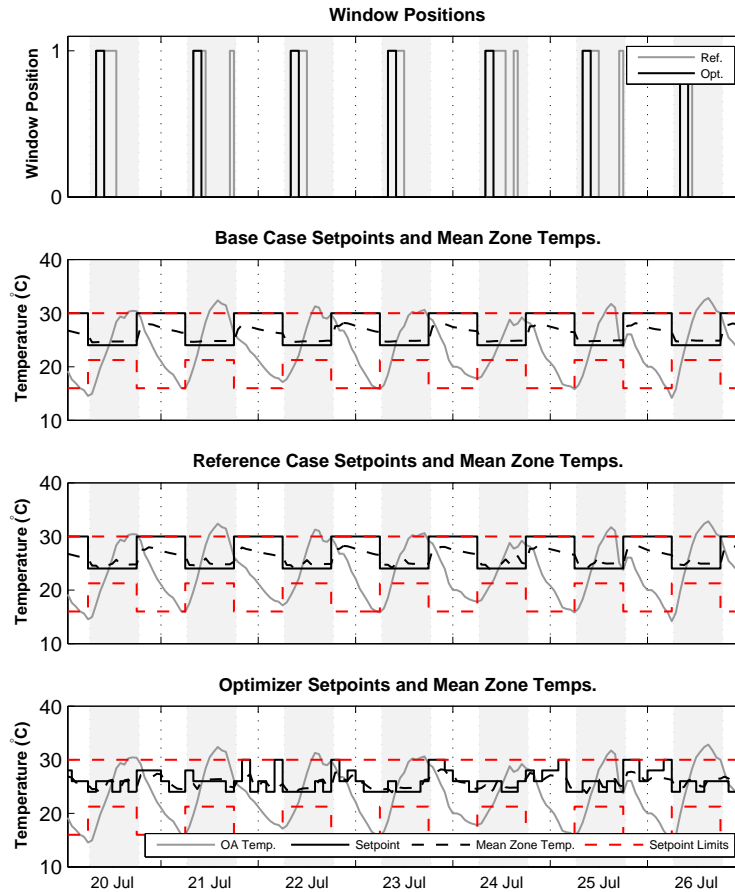 Window Positions
1
0
Window Position
Ref.
Opt.
Base Case Setpoints and Mean Zone Temps.
40
30
20
10
Temperature (°C)
Reference Case Setpoints and Mean Zone Temps.
40
30
20
10
Temperature (°C)
Optimizer Setpoints and Mean Zone Temps.
40
30
20
10
Temperature (°C)
OA Temp. Setpoint Mean Zone Temp. Setpoint Limits
20 Jul 21 Jul 22 Jul 23 Jul 24 Jul 25 Jul 26 Jul